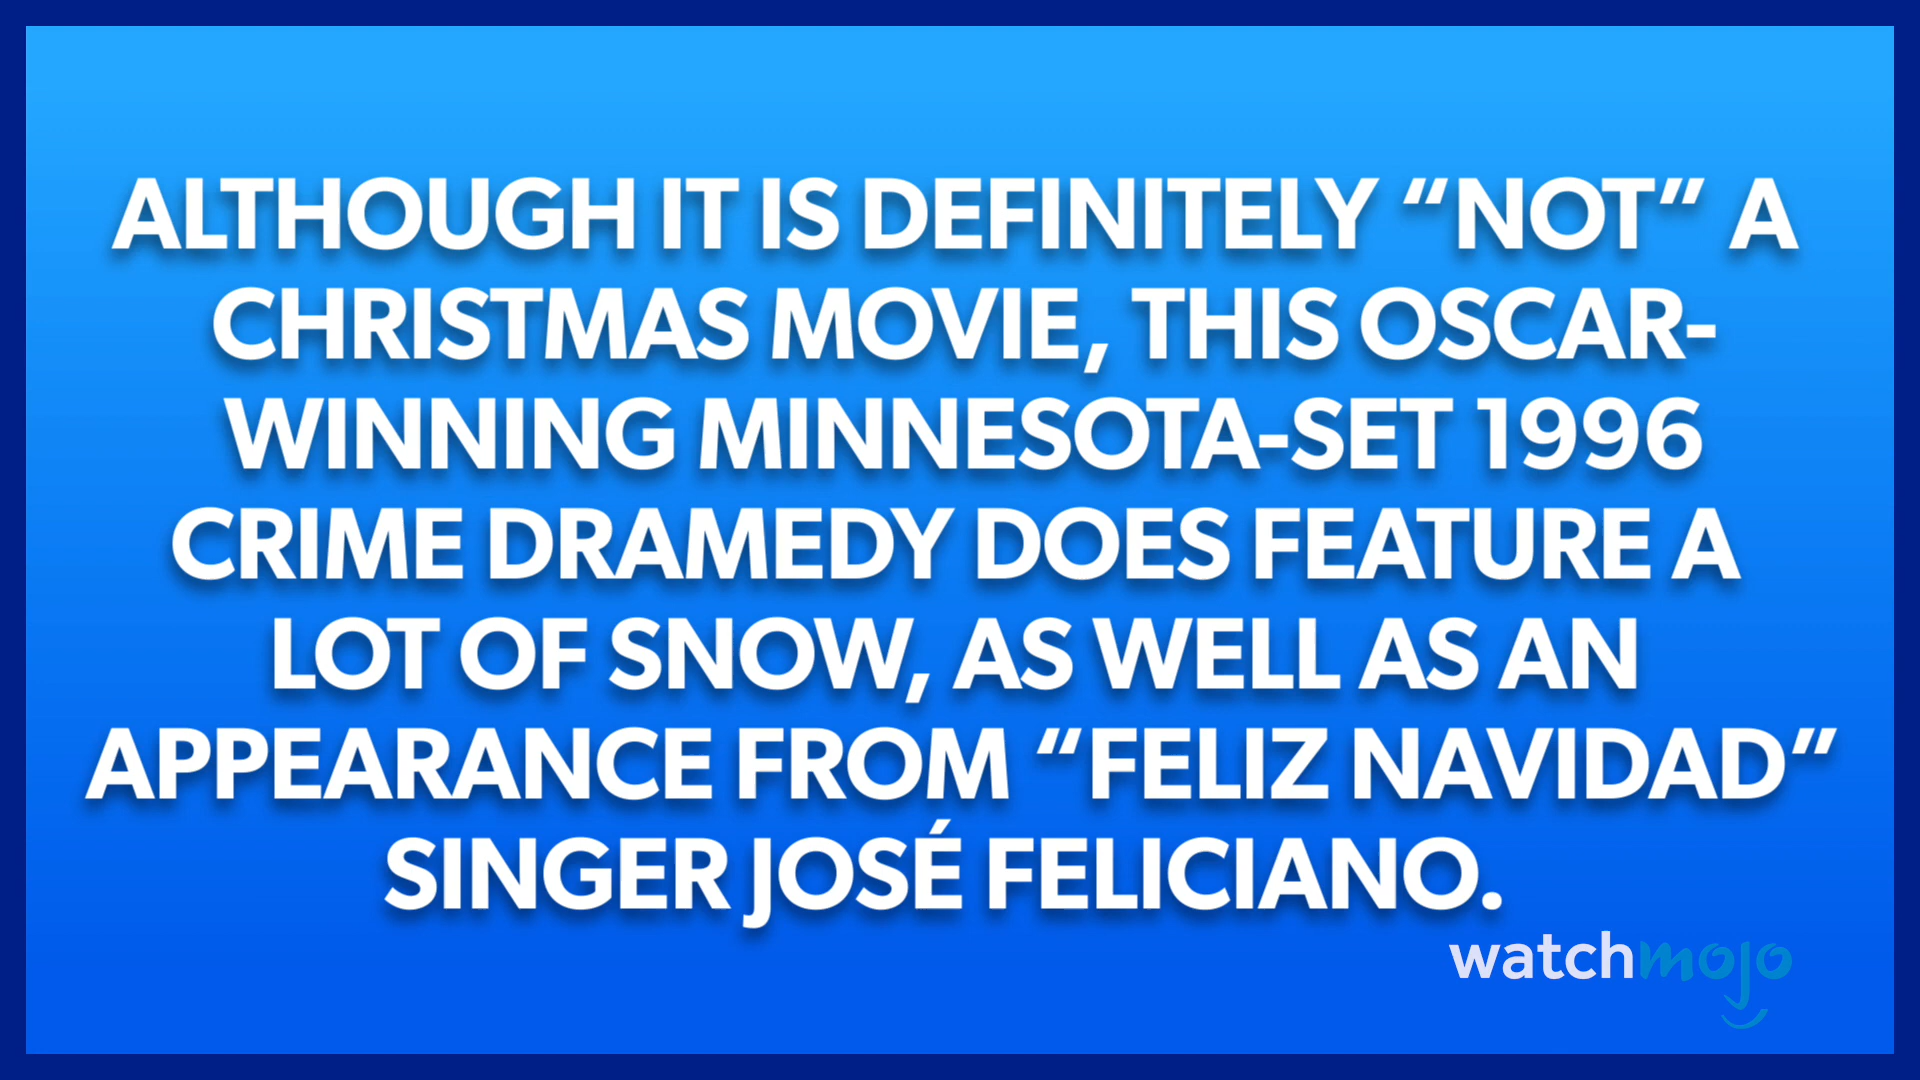 ALTHOUGH IT IS DEFINITELY “NOT” A
CHRISTMAS MOVIE, THIS OSCAR-
WINNING MINNESOTA-SET 1996
CRIME DRAMEDY DOES FEATURE A
LOT OF SNOW, AS WELL AS AN
APPEARANCE FROM “FELIZ NAVIDAD”
SINGER JOSÉ FELICIANO.
watchmojo